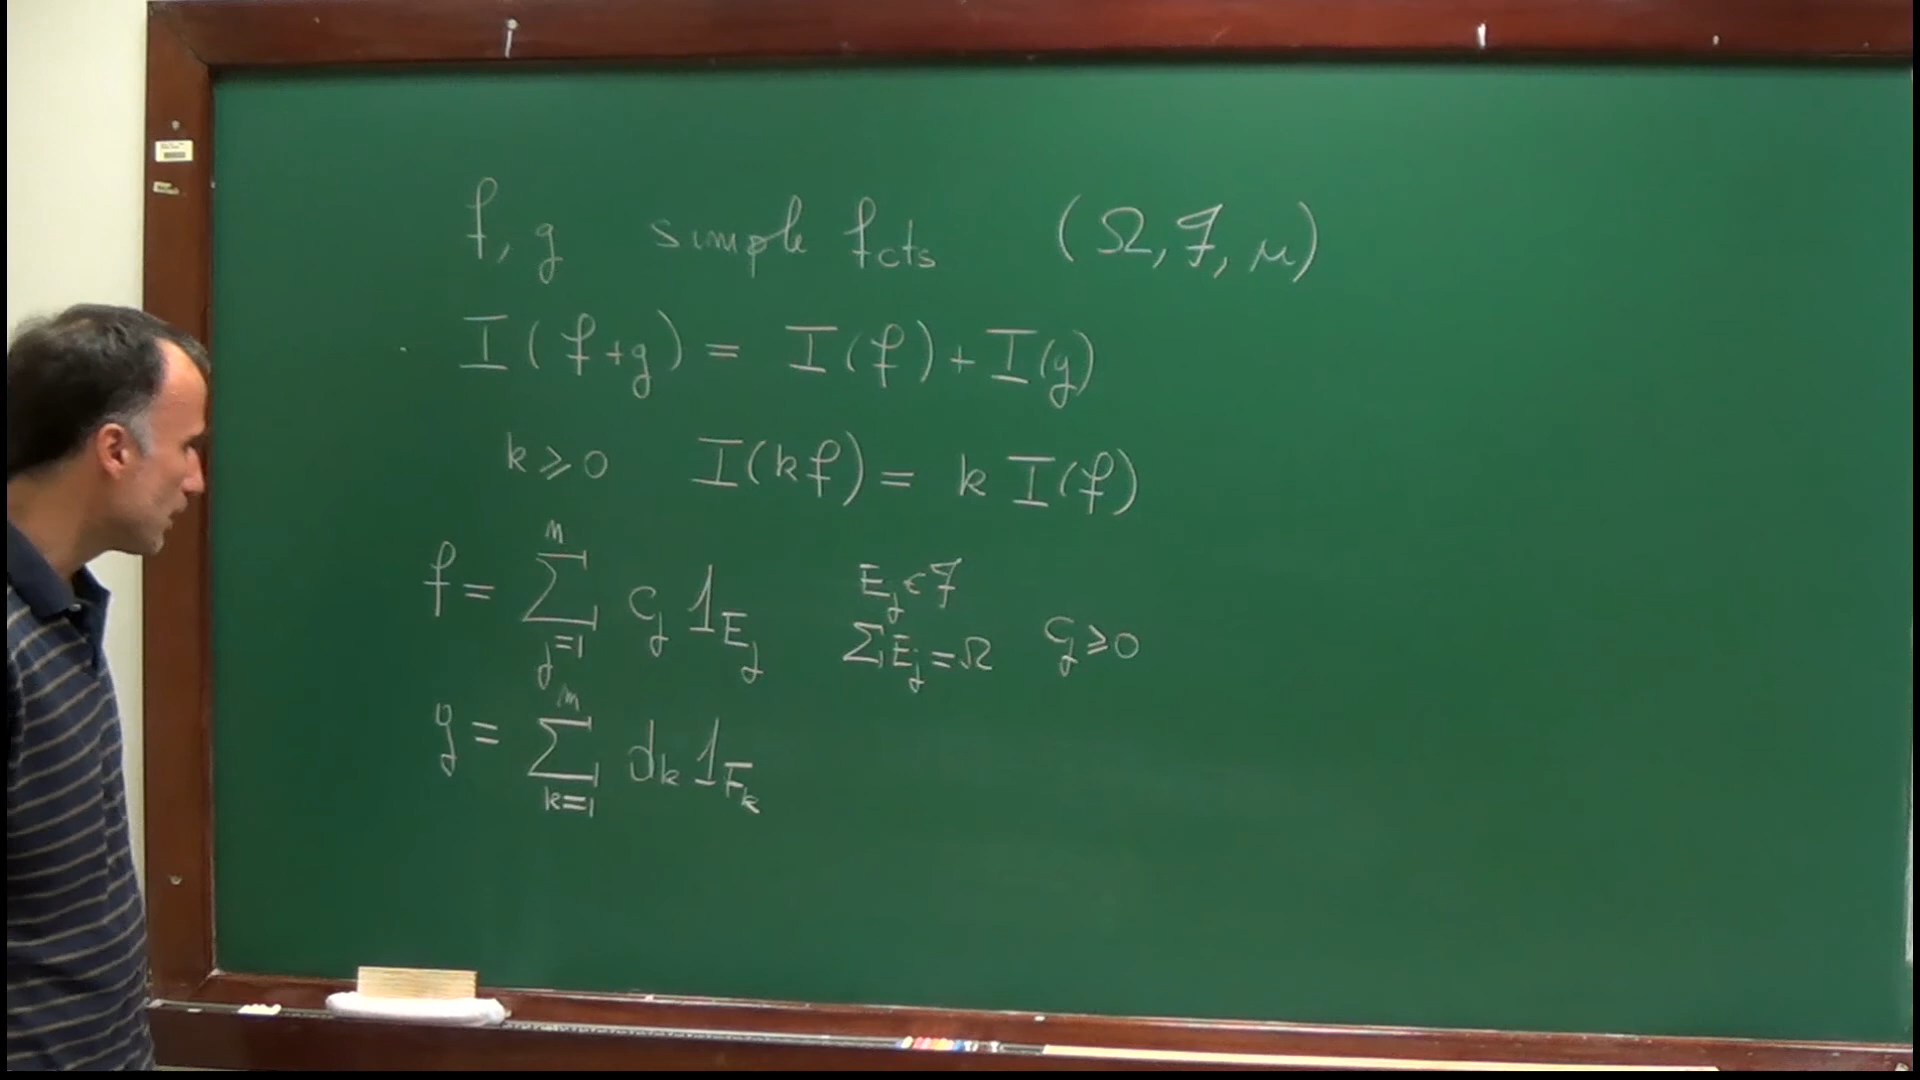 f, g simple fcts (Ω, ℱ, μ)
I(f+g) = I(f) + I(g)
k ⩾ 0 I(kf) = k I(f)
f = ∑_{j=1}^{n} c_j 1_{E_j} E_j ∈ ℱ
∑ E_j = Ω c_j ⩾ 0
g = ∑_{k=1}^{m} d_k 1_{F_k}